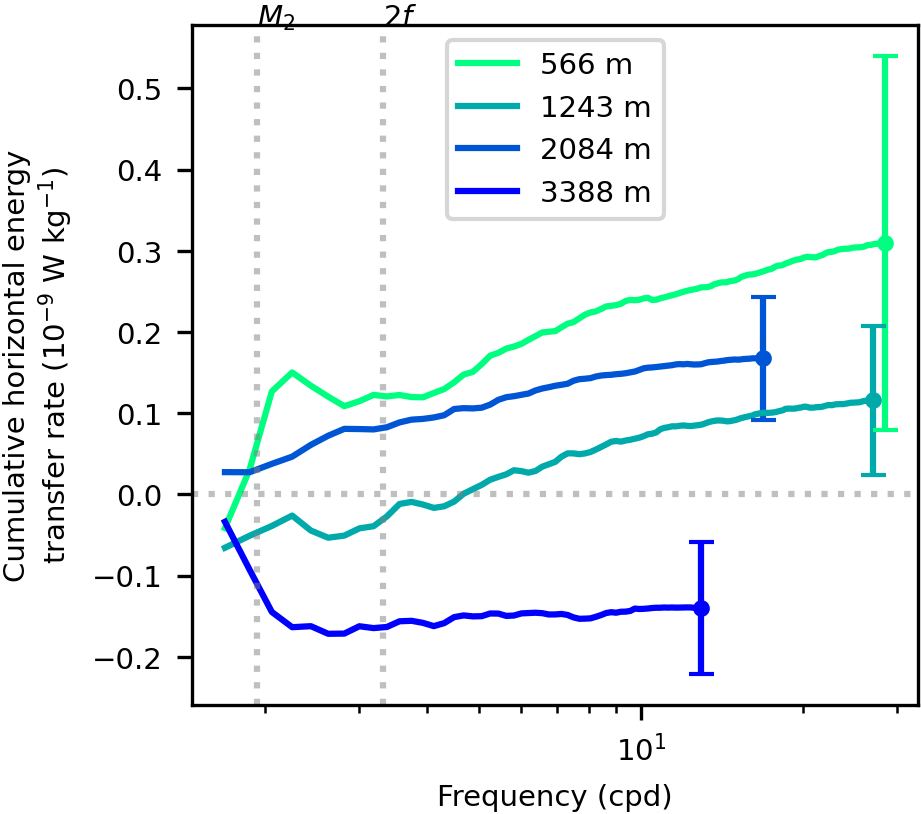 M₂ 2f
566 m
1243 m
2084 m
3388 m
0.5
0.4
0.3
0.2
0.1
0.0
−0.1
−0.2
Cumulative horizontal energy
transfer rate (10⁻⁹ W kg⁻¹)
10¹
Frequency (cpd)